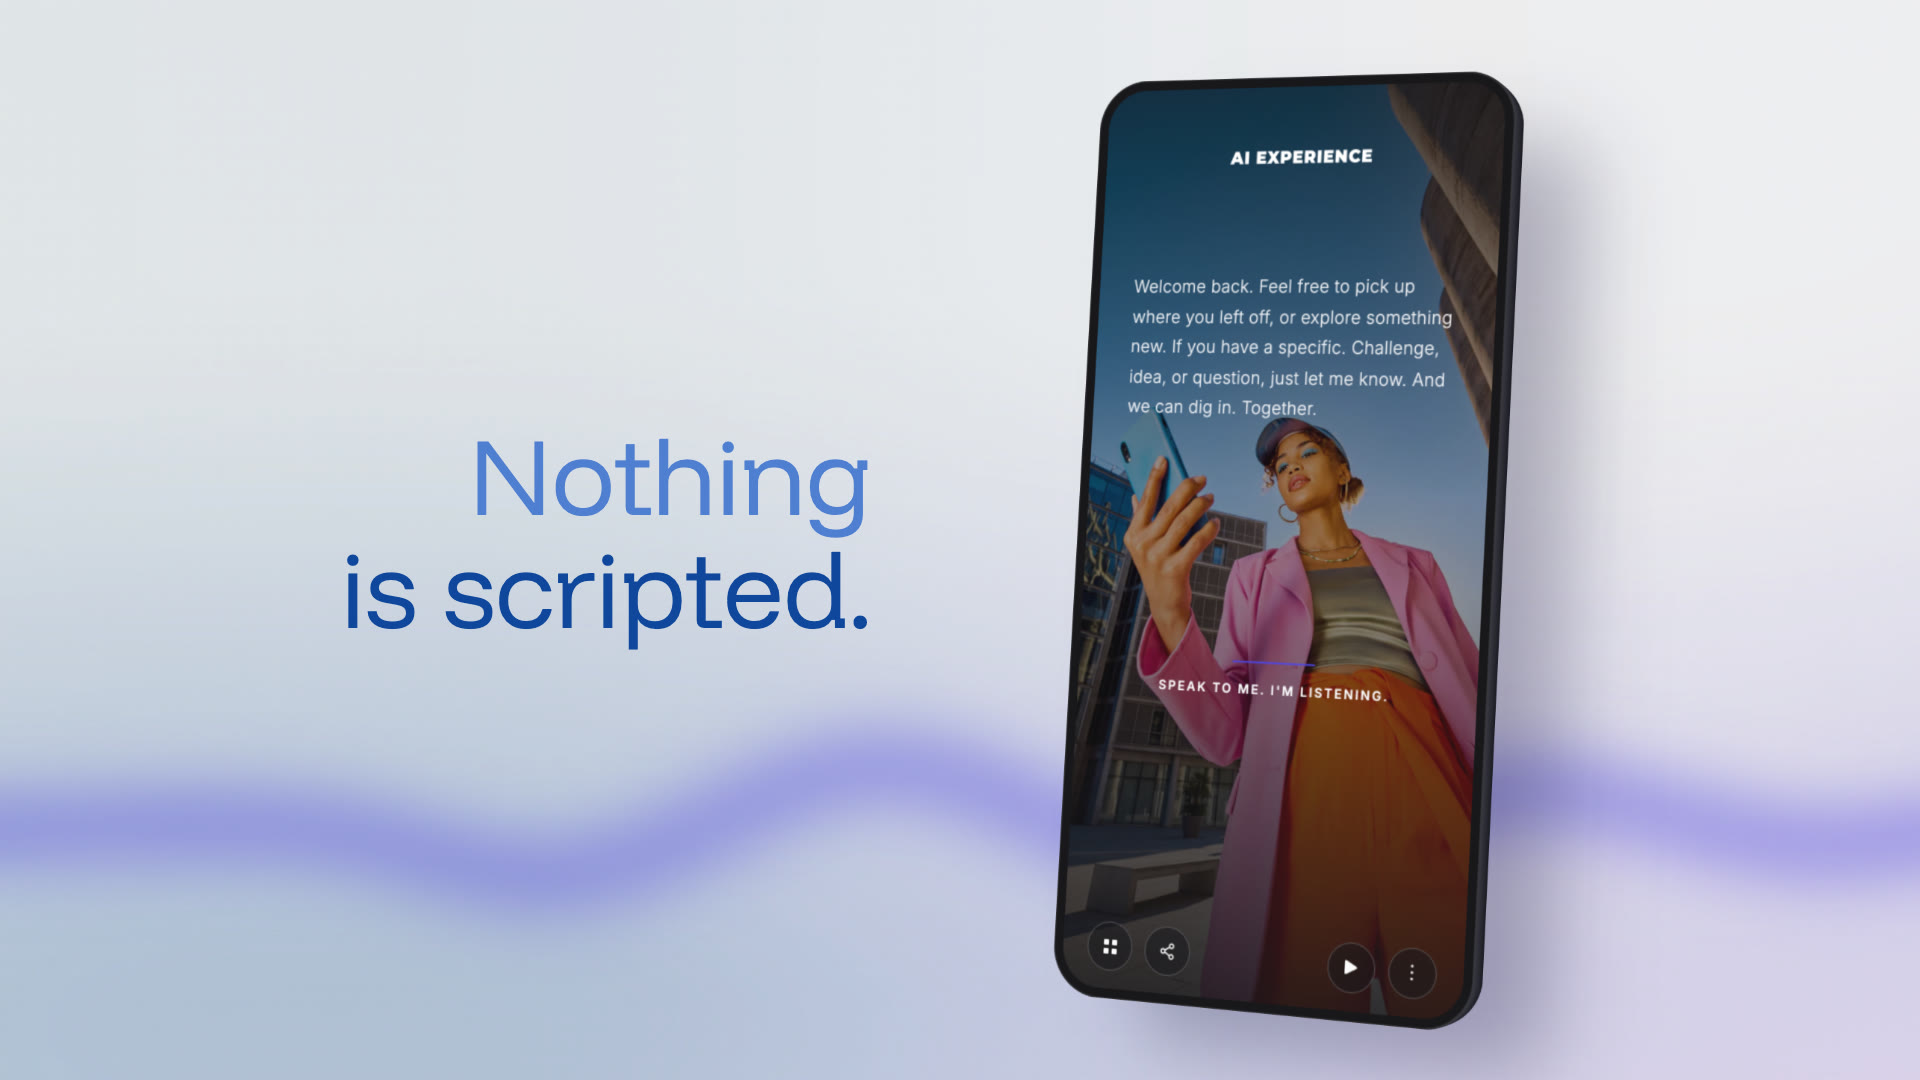 Nothing
is scripted.
AI EXPERIENCE
Welcome back. Feel free to pick up
where you left off, or explore something
new. If you have a specific. Challenge,
idea, or question, just let me know. And
we can dig in. Together.
SPEAK TO ME. I'M LISTENING.